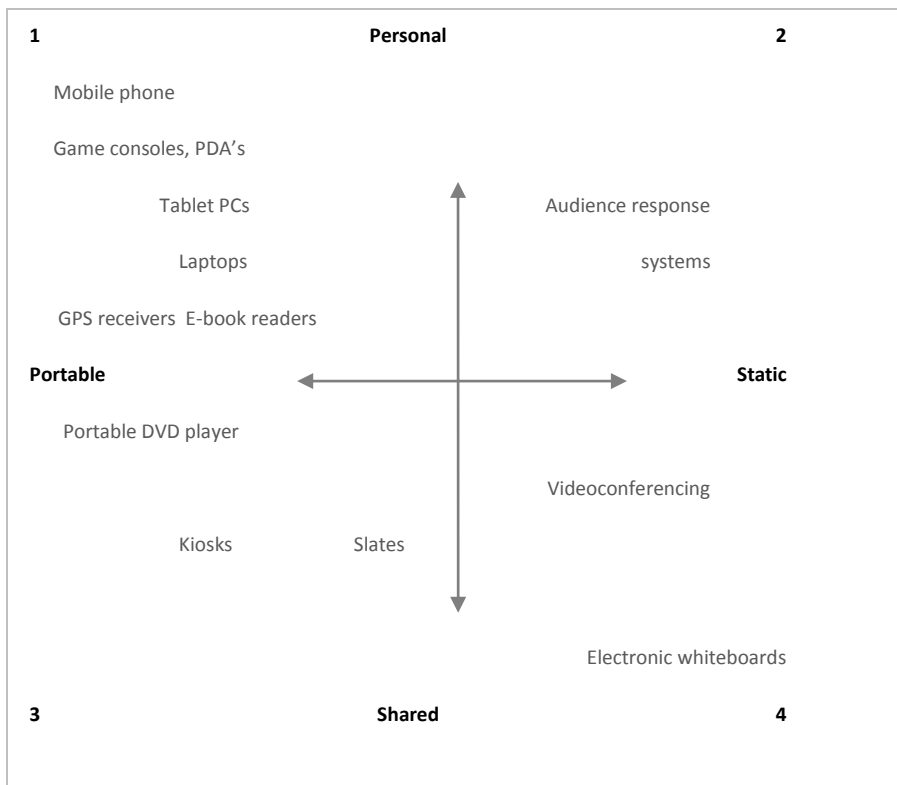 1 Personal 2
Mobile phone
Game consoles, PDA’s
Tablet PCs Audience response
Laptops systems
GPS receivers E-book readers
Portable Static
Portable DVD player
Videoconferencing
Kiosks Slates
Electronic whiteboards
3 Shared 4